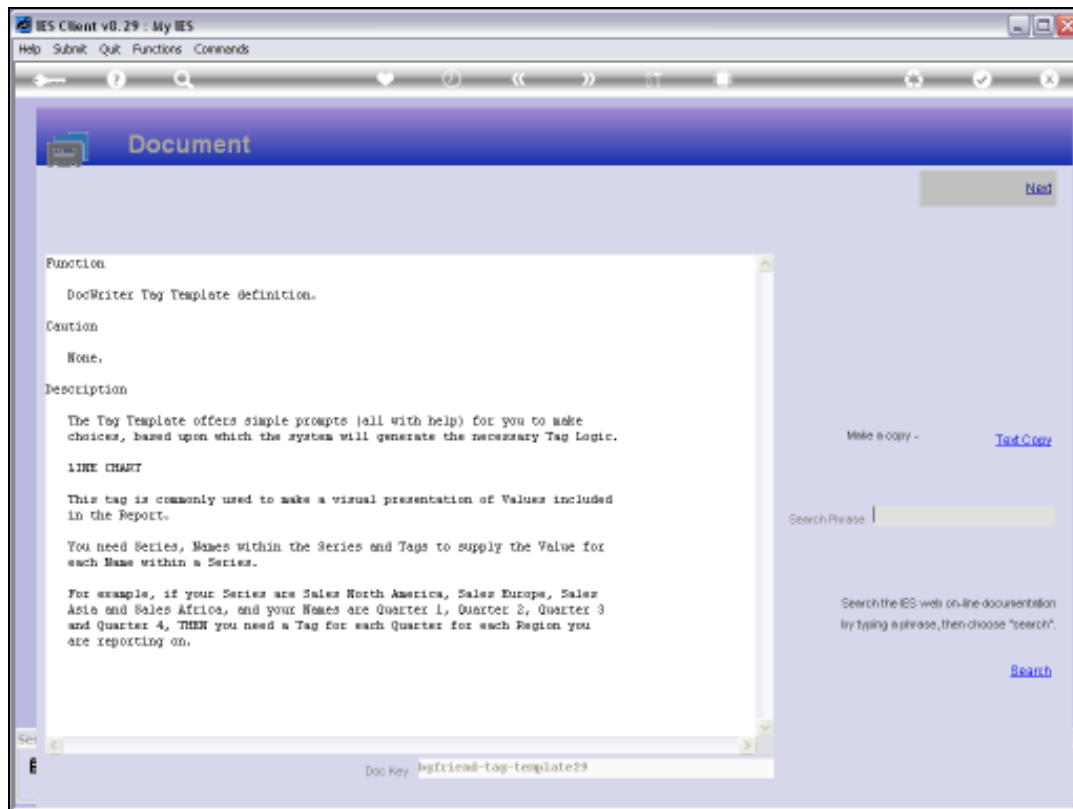 IES Client v8.29 : My IES
Help Submit Quit Functions Commands
Document
Next
Function
DocWriter Tag Template definition.
Caution
None.
Description
The Tag Template offers simple prompts (all with help) for you to make
choices, based upon which the system will generate the necessary Tag Logic.
LINE CHART
This tag is commonly used to make a visual presentation of Values included
in the Report.
You need Series, Names within the Series and Tags to supply the Value for
each Name within a Series.
For example, if your Series are Sales North America, Sales Europe, Sales
Asia and Sales Africa, and your Names are Quarter 1, Quarter 2, Quarter 3
and Quarter 4, THEN you need a Tag for each Quarter for each Region you
are reporting on.
Make a copy -
Text Copy
Search Phrase
Search the IES web on-line documentation
by typing a phrase, then choose "search".
Search
Ses
Doc Key